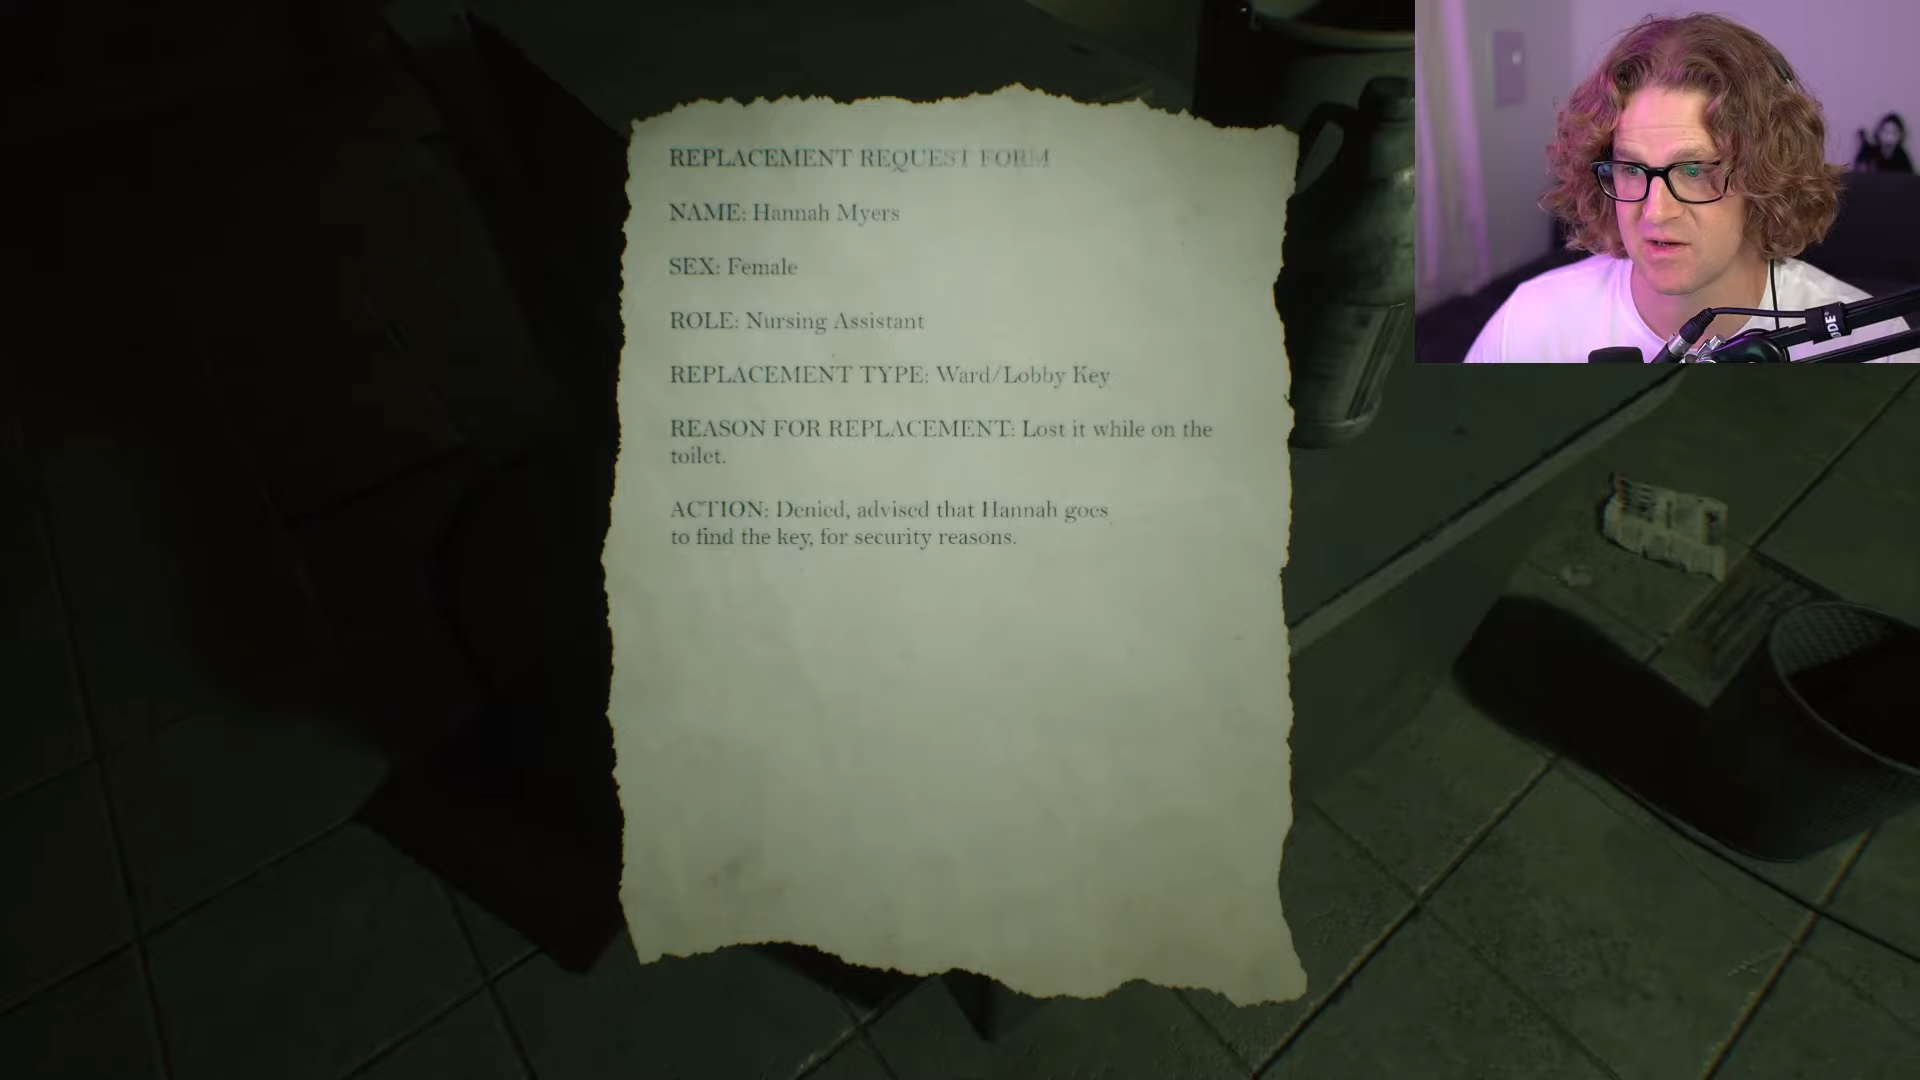 REPLACEMENT REQUEST FORM
NAME: Hannah Myers
SEX: Female
ROLE: Nursing Assistant
REPLACEMENT TYPE: Ward/Lobby Key
REASON FOR REPLACEMENT: Lost it while on the
toilet.
ACTION: Denied, advised that Hannah goes
to find the key, for security reasons.